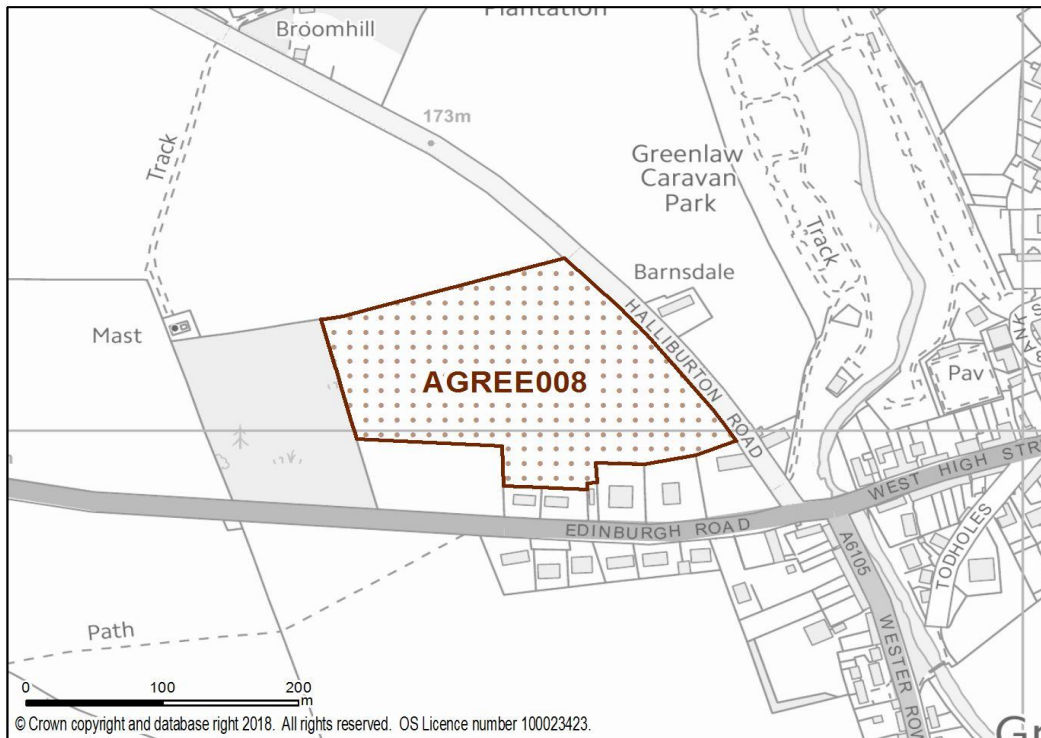 Plantation
Broomhill
173m
Track
Greenlaw
Caravan
Park
Track
Barnsdale
HALLIBURTON ROAD
Mast
BANK
Pav
AGREE008
WEST HIGH STR
EDINBURGH ROAD
TODHOLES
A6105
WESTER ROW
Path
0 100 200
m
© Crown copyright and database right 2018. All rights reserved. OS Licence number 100023423.
Gr